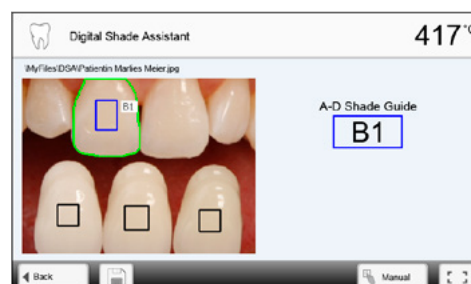 Digital Shade Assistant
417°C
\MyFiles\DSA\Patientin Marlies Meier.jpg
B1
A-D Shade Guide
B1
Back
Manual